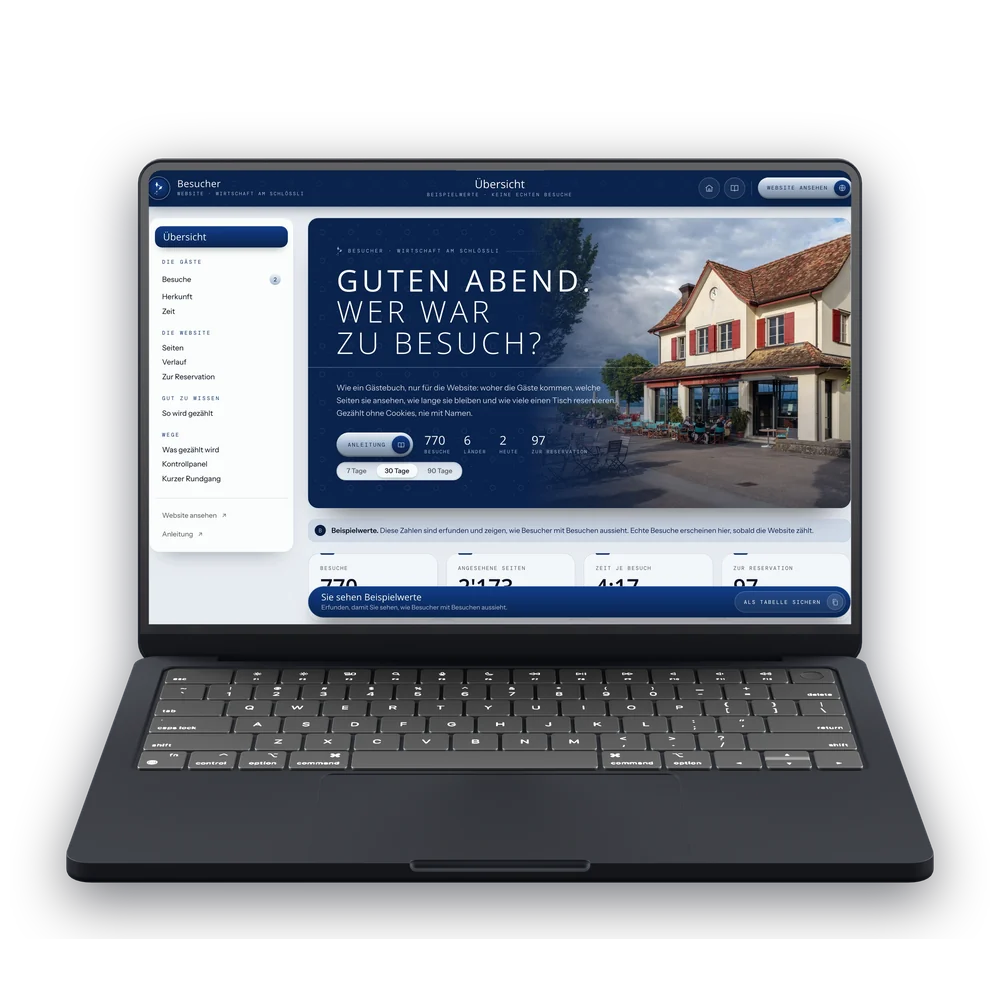 Besucher
WEBSITE · WIRTSCHAFT AM SCHLÖSSLI
Übersicht
BEISPIELWERTE · KEINE ECHTEN BESUCHE
WEBSITE ANSEHEN
Übersicht
DIE GÄSTE
Besuche 2
Herkunft
Zeit
DIE WEBSITE
Seiten
Verlauf
Zur Reservation
GUT ZU WISSEN
So wird gezählt
WEGE
Was gezählt wird
Kontrollpanel
Kurzer Rundgang
Website ansehen ↗
Anleitung ↗
BESUCHER · WIRTSCHAFT AM SCHLÖSSLI
GUTEN ABEND.
WER WAR
ZU BESUCH?
Wie ein Gästebuch, nur für die Website: woher die Gäste kommen, welche
Seiten sie ansehen, wie lange sie bleiben und wie viele einen Tisch reservieren.
Gezählt ohne Cookies, nie mit Namen.
ANLEITUNG
770 6 2 97
BESUCHE LÄNDER HEUTE ZUR RESERVATION
7 Tage 30 Tage 90 Tage
Beispielwerte. Diese Zahlen sind erfunden und zeigen, wie Besucher mit Besuchen aussieht. Echte Besuche erscheinen hier, sobald die Website zählt.
BESUCHE ANGESEHENE SEITEN ZEIT JE BESUCH ZUR RESERVATION
770 2'173 4:17 97
Sie sehen Beispielwerte
Erfunden, damit Sie sehen, wie Besucher mit Besuchen aussieht.
ALS TABELLE SICHERN
esc
delete
tab Q W E R T Y U I O P
caps lock A S D F G H J K L return
shift Z X C V B N M shift
fn control option command command option